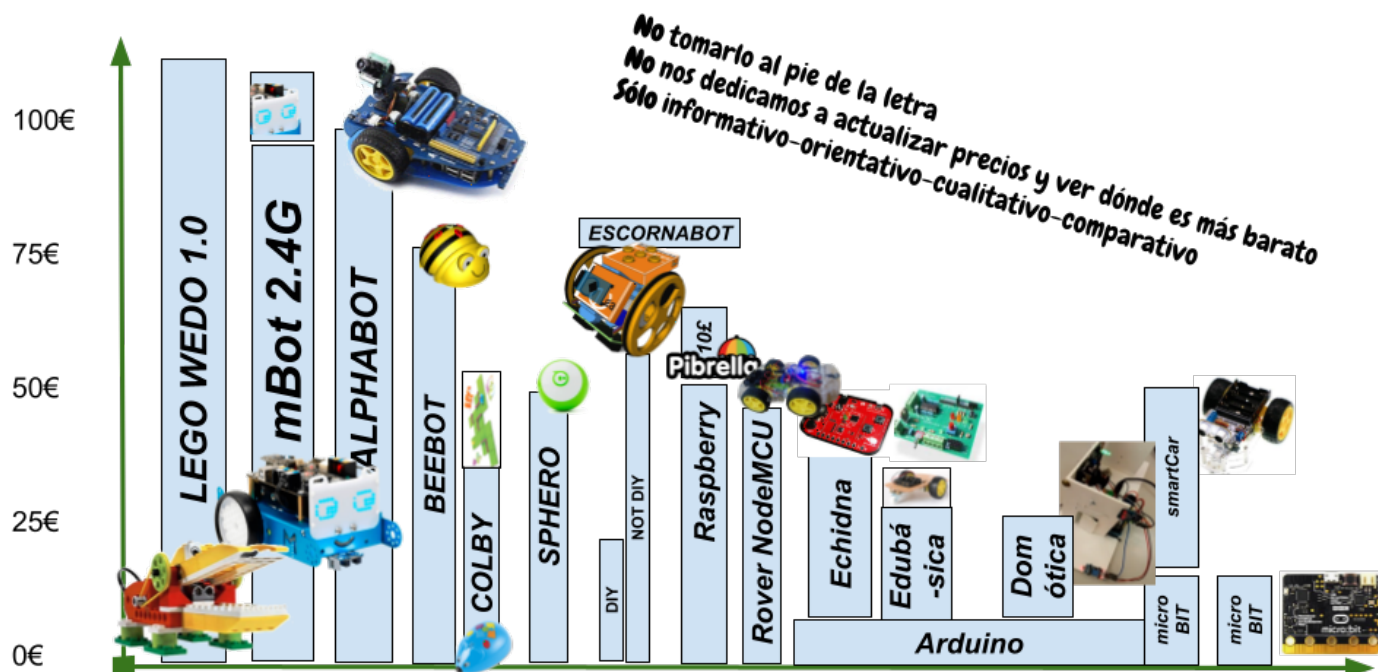 No tomarlo al pie de la letra
No nos dedicamos a actualizar precios y ver dónde es más barato
Sólo informativo-orientativo-cualitativo-comparativo
100€
75€
50€
25€
0€
LEGO WEDO 1.0
mBot 2.4G
ALPHABOT
BEEBOT
COLBY
SPHERO
ESCORNABOT
DIY
NOT DIY
10£
Pibrella
Raspberry
Rover NodeMCU
Echidna
Edubá
-sica
Dom
ótica
Arduino
smartCar
micro
BIT
micro
BIT
micro:bit